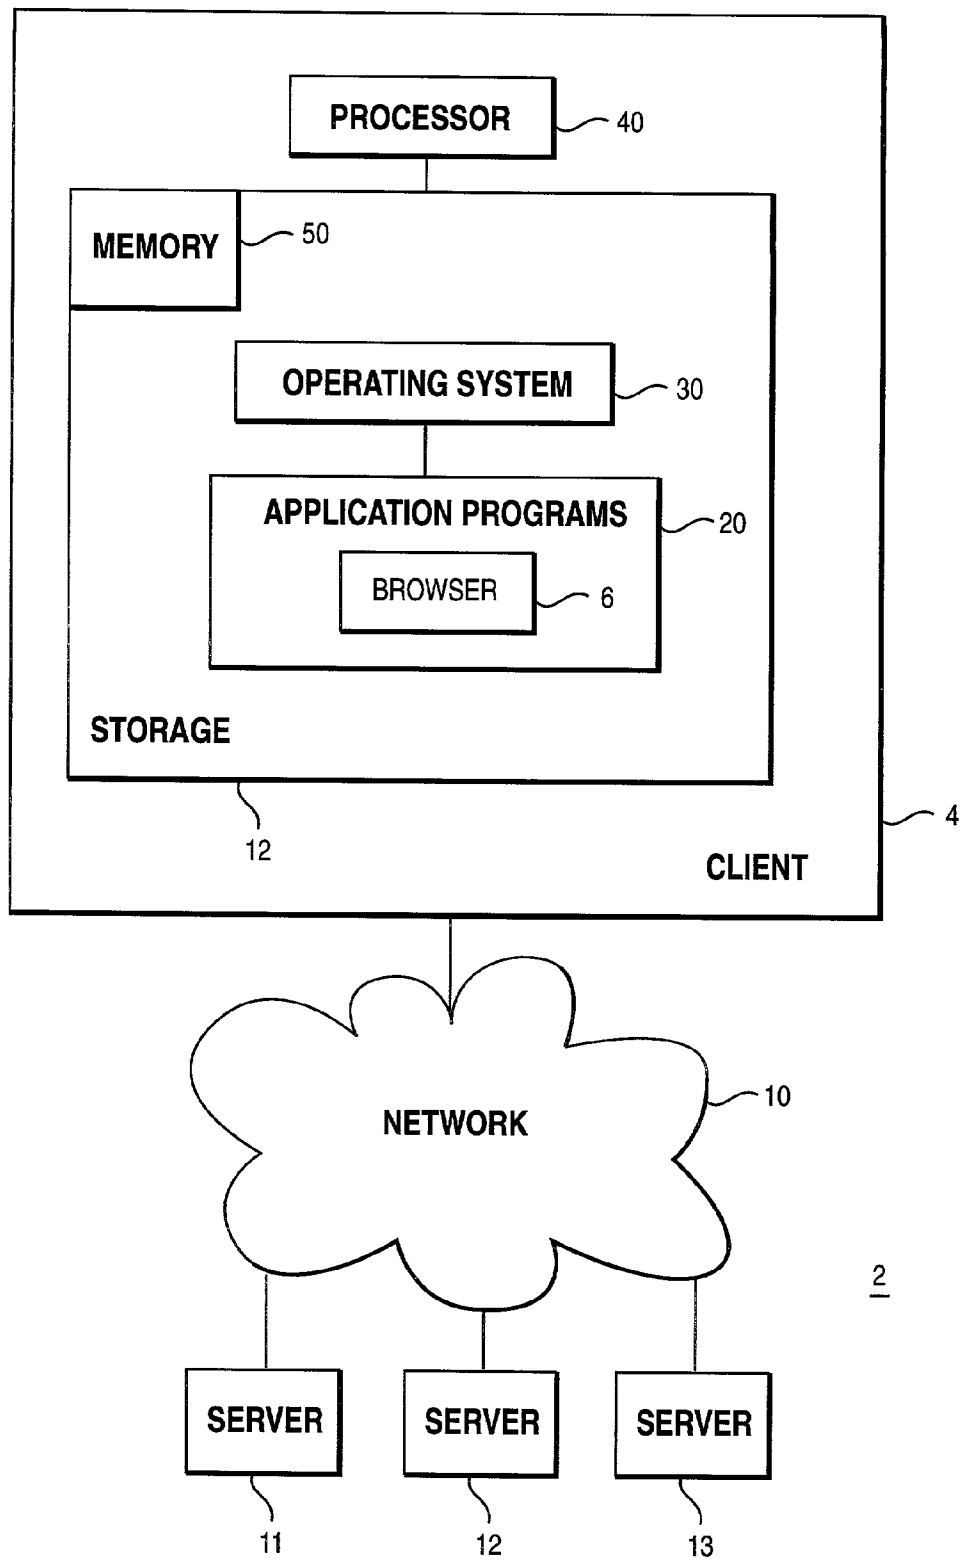 PROCESSOR
40
MEMORY
50
OPERATING SYSTEM
30
APPLICATION PROGRAMS
20
BROWSER
6
STORAGE
12
4
CLIENT
NETWORK
10
2
SERVER
SERVER
SERVER
11
12
13